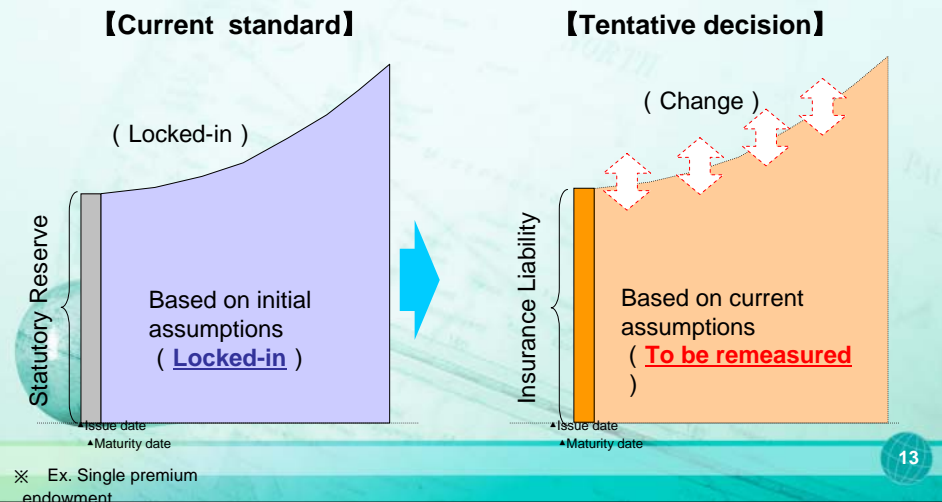 【Current standard】
( Locked-in )
Statutory Reserve
Based on initial
assumptions
( Locked-in )
▲Issue date
▲Maturity date
※ Ex. Single premium
endowment
【Tentative decision】
( Change )
Insurance Liability
Based on current
assumptions
( To be remeasured
)
▲Issue date
▲Maturity date
13